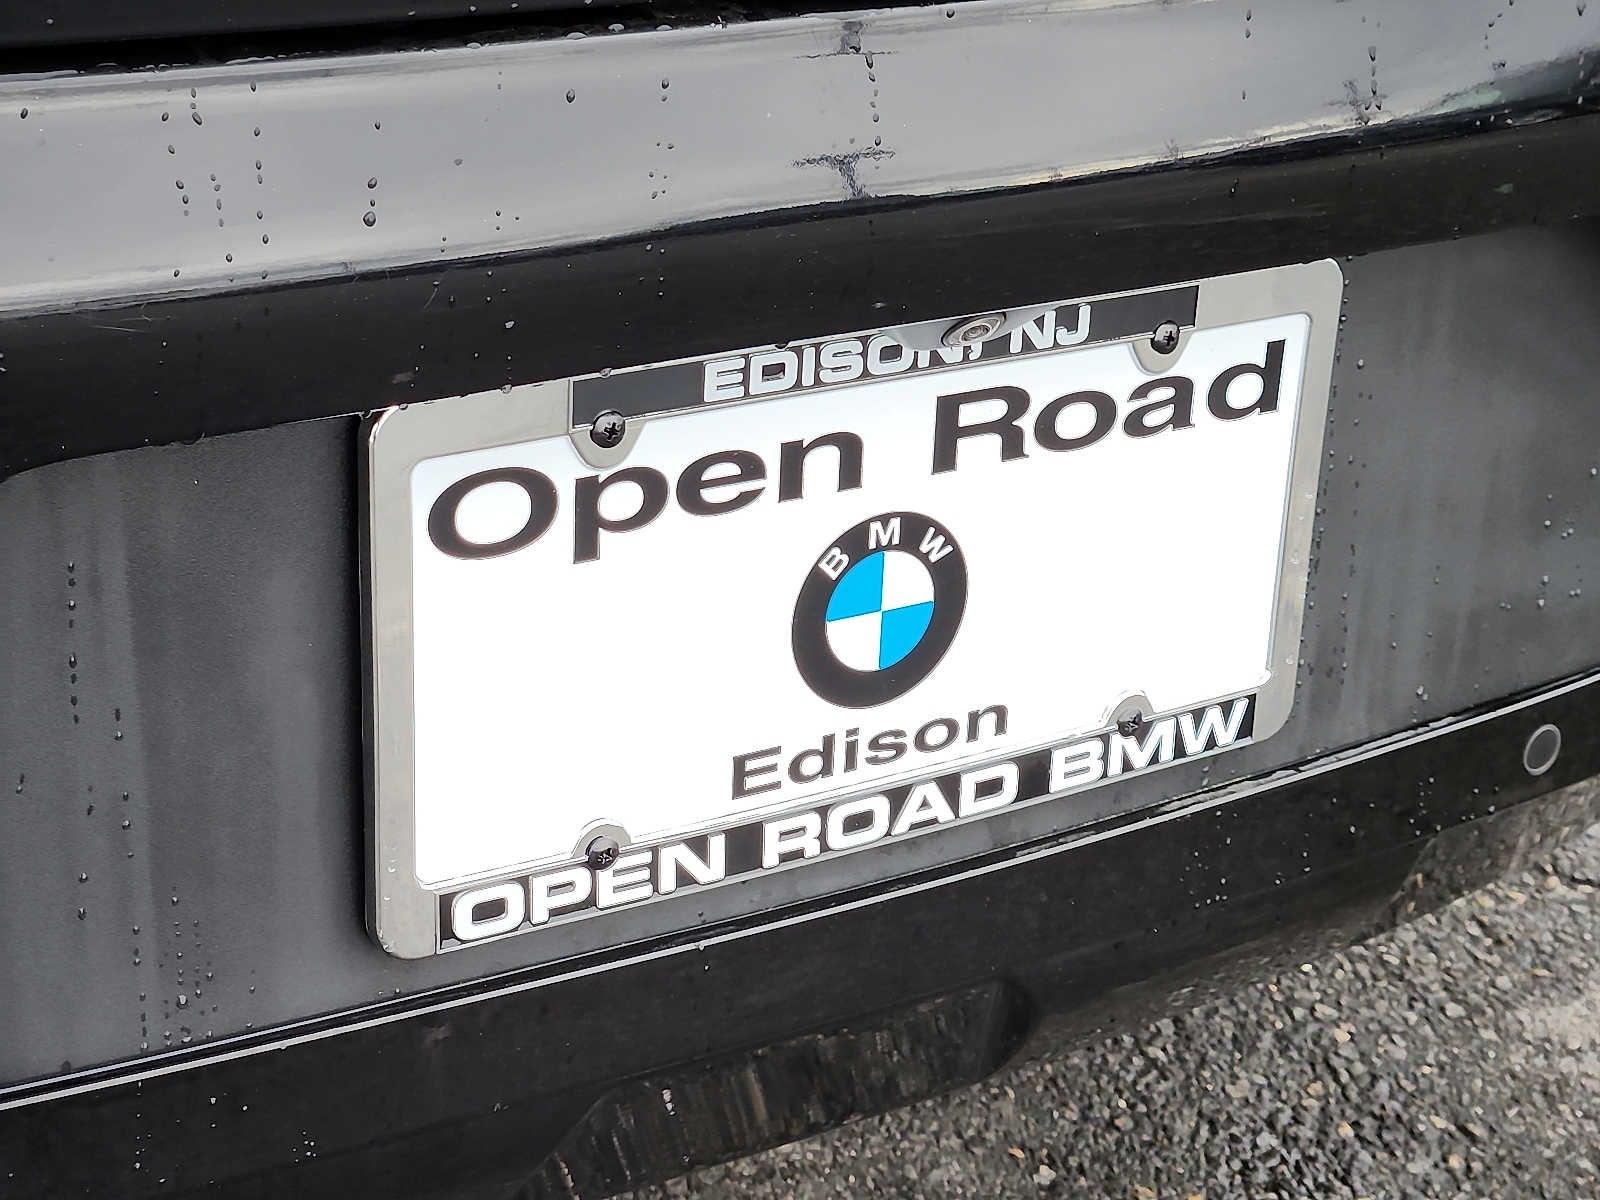 EDISON, NJ
Open Road
BMW
Edison
OPEN ROAD BMW